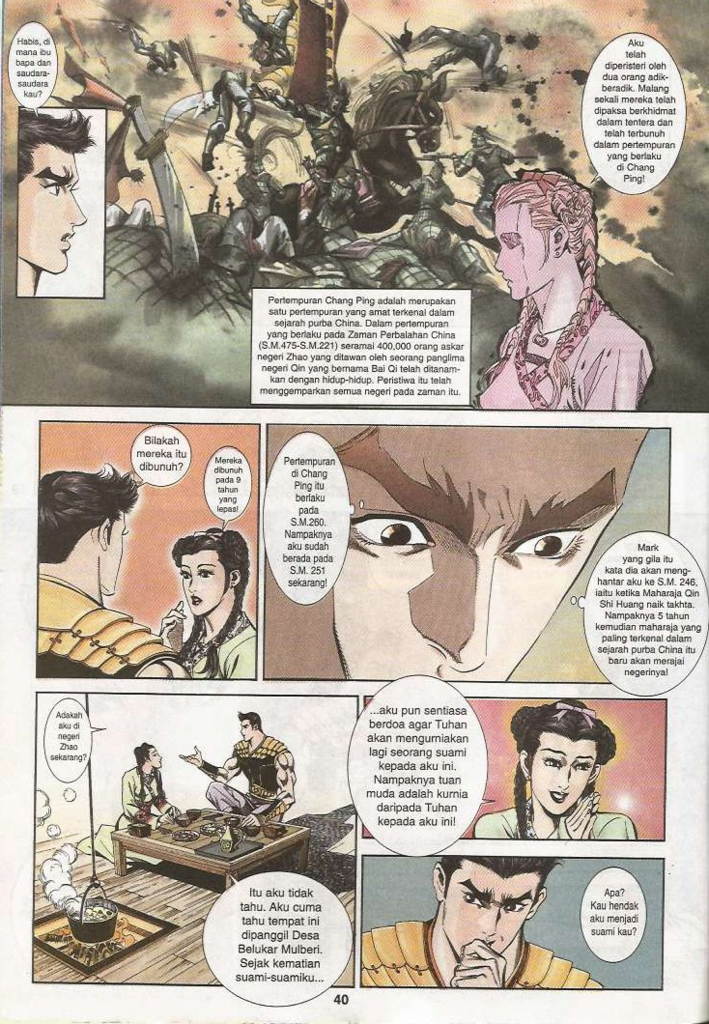 Habis, di
mana ibu
bapa dan
saudara-
saudara
kau?
Aku
telah
diperisteri oleh
dua orang adik-
beradik. Malang
sekali mereka telah
dipaksa berkhidmat
dalam tentera dan
telah terbunuh
dalam pertempuran
yang berlaku
di Chang
Ping!
Pertempuran Chang Ping adalah merupakan
satu pertempuran yang amat terkenal dalam
sejarah purba China. Dalam pertempuran
yang berlaku pada Zaman Perbalahan China
(S.M.475-S.M.221) seramai 400,000 orang askar
negeri Zhao yang ditawan oleh seorang panglima
negeri Qin yang bernama Bai Qi telah ditanam-
kan dengan hidup-hidup. Peristiwa itu telah
menggemparkan semua negeri pada zaman itu.
Bilakah
mereka itu
dibunuh?
Mereka
dibunuh
pada 9
tahun
yang
lepas!
Pertempuran
di Chang
Ping itu
berlaku
pada
S.M.260.
Nampaknya
aku sudah
berada pada
S.M. 251
sekarang!
Mark
yang gila itu
kata dia akan meng-
hantar aku ke S.M. 246,
iaitu ketika Maharaja Qin
Shi Huang naik takhta.
Nampaknya 5 tahun
kemudian maharaja yang
paling terkenal dalam
sejarah purba China itu
baru akan merajai
negerinya!
Adakah
aku di
negeri
Zhao
sekarang?
Itu aku tidak
tahu. Aku cuma
tahu tempat ini
dipanggil Desa
Belukar Mulberi.
Sejak kematian
suami-suamiku...
...aku pun sentiasa
berdoa agar Tuhan
akan mengurniakan
lagi seorang suami
kepada aku ini.
Nampaknya tuan
muda adalah kurnia
daripada Tuhan
kepada aku ini!
Apa?
Kau hendak
aku menjadi
suami kau?
40